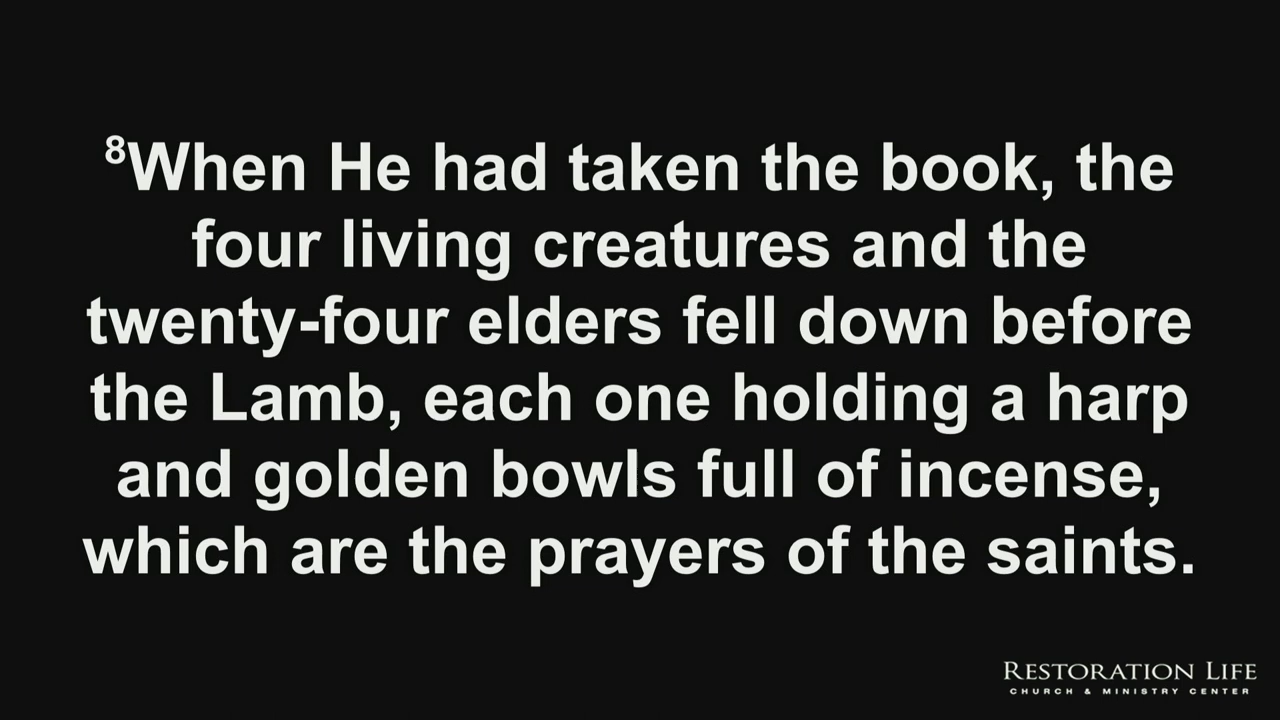 ⁸When He had taken the book, the
four living creatures and the
twenty-four elders fell down before
the Lamb, each one holding a harp
and golden bowls full of incense,
which are the prayers of the saints.
RESTORATION LIFE
CHURCH & MINISTRY CENTER